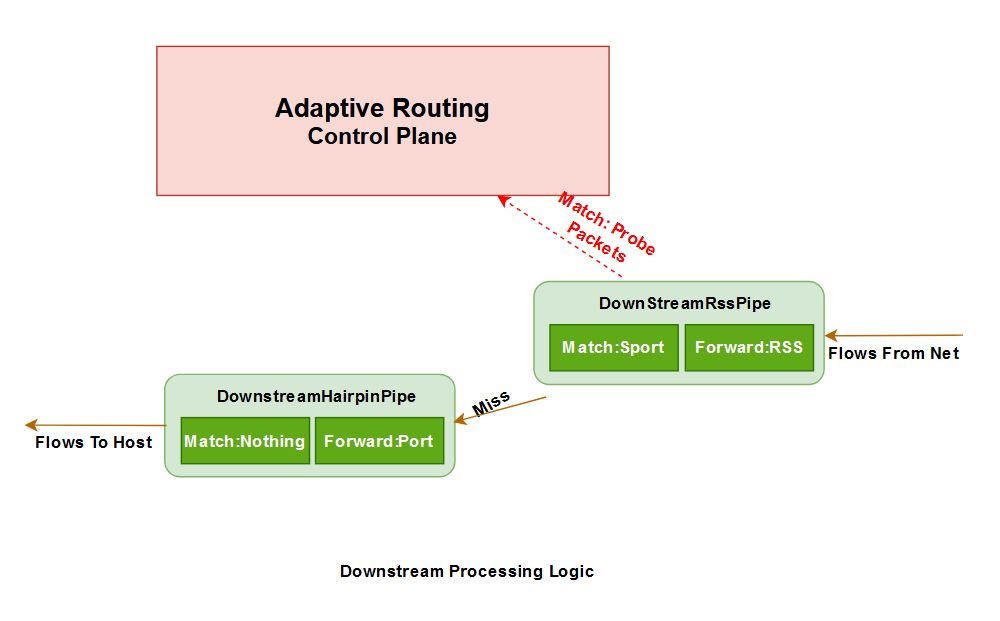 Adaptive Routing
Control Plane
Match: Probe
Packets
DownStreamRssPipe
Match:Sport
Forward:RSS
Flows From Net
Miss
DownstreamHairpinPipe
Match:Nothing
Forward:Port
Flows To Host
Downstream Processing Logic